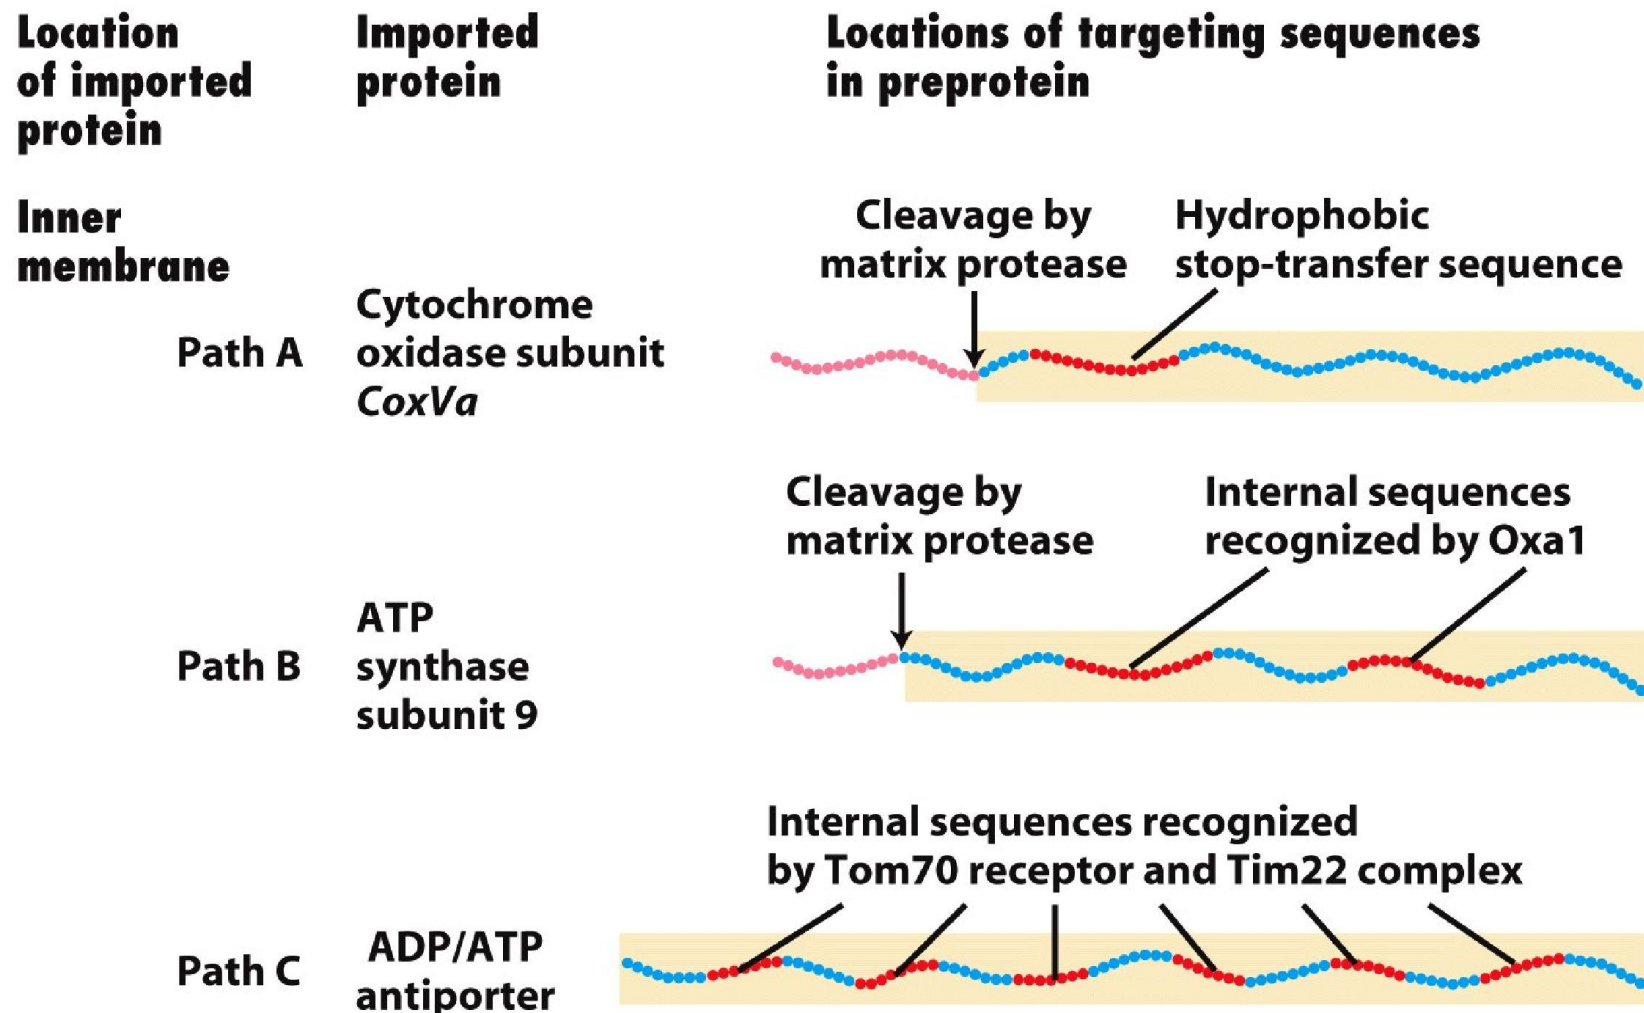 Location
of imported
protein
Imported
protein
Locations of targeting sequences
in preprotein
Inner
membrane
Path A
Cytochrome
oxidase subunit
CoxVa
Cleavage by
matrix protease
Hydrophobic
stop-transfer sequence
Path B
ATP
synthase
subunit 9
Cleavage by
matrix protease
Internal sequences
recognized by Oxa1
Path C
ADP/ATP
antiporter
Internal sequences recognized
by Tom70 receptor and Tim22 complex